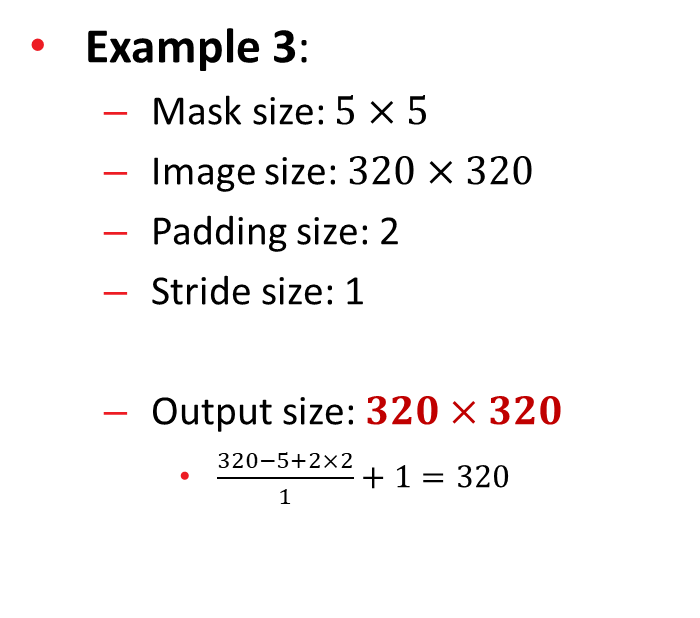 • Example 3:
– Mask size: 5 × 5
– Image size: 320 × 320
– Padding size: 2
– Stride size: 1
– Output size: 320 × 320
• \frac{320−5+2×2}{1} + 1 = 320